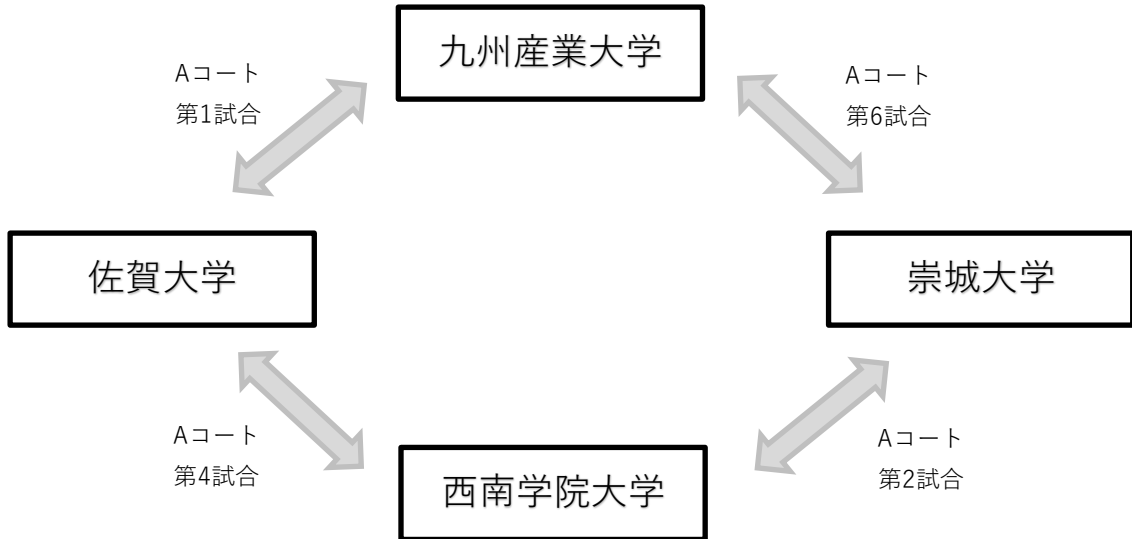 九州産業大学
Aコート
第1試合
Aコート
第6試合
佐賀大学
崇城大学
Aコート
第4試合
西南学院大学
Aコート
第2試合